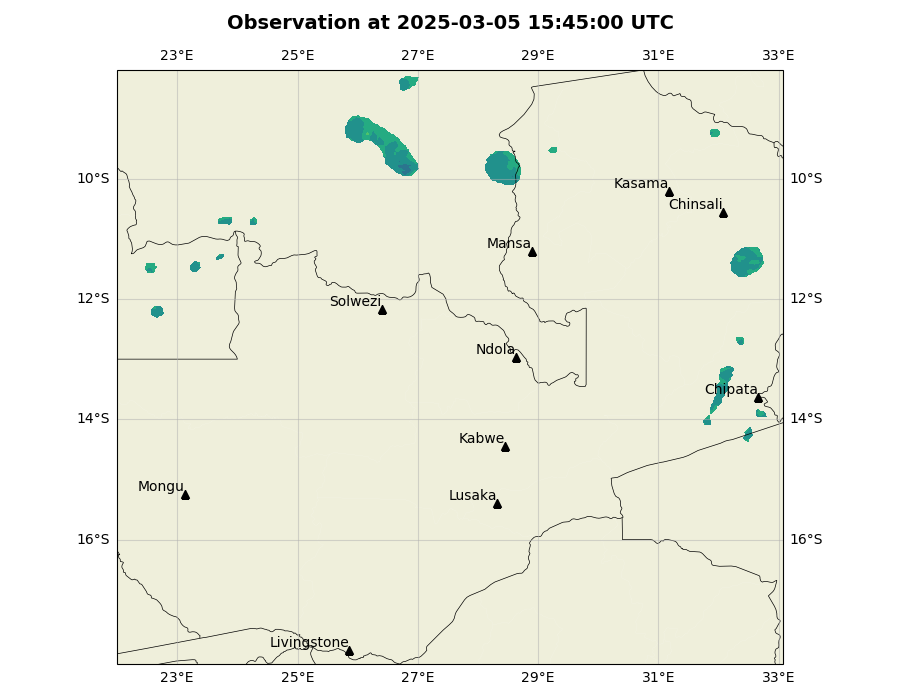 Observation at 2025-03-05 15:45:00 UTC
23°E 25°E 27°E 29°E 31°E 33°E
10°S 10°S
Kasama
Chinsali
Mansa
12°S 12°S
Solwezi
Ndola
Chipata
14°S 14°S
Kabwe
Mongu
Lusaka
16°S 16°S
Livingstone
23°E 25°E 27°E 29°E 31°E 33°E